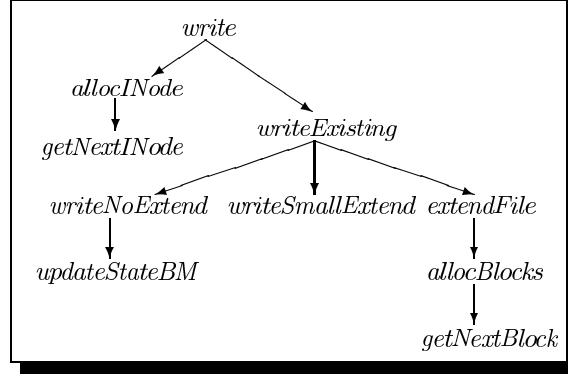 write
allocINode
getNextINode
writeExisting
writeNoExtend writeSmallExtend extendFile
updateStateBM
allocBlocks
getNextBlock